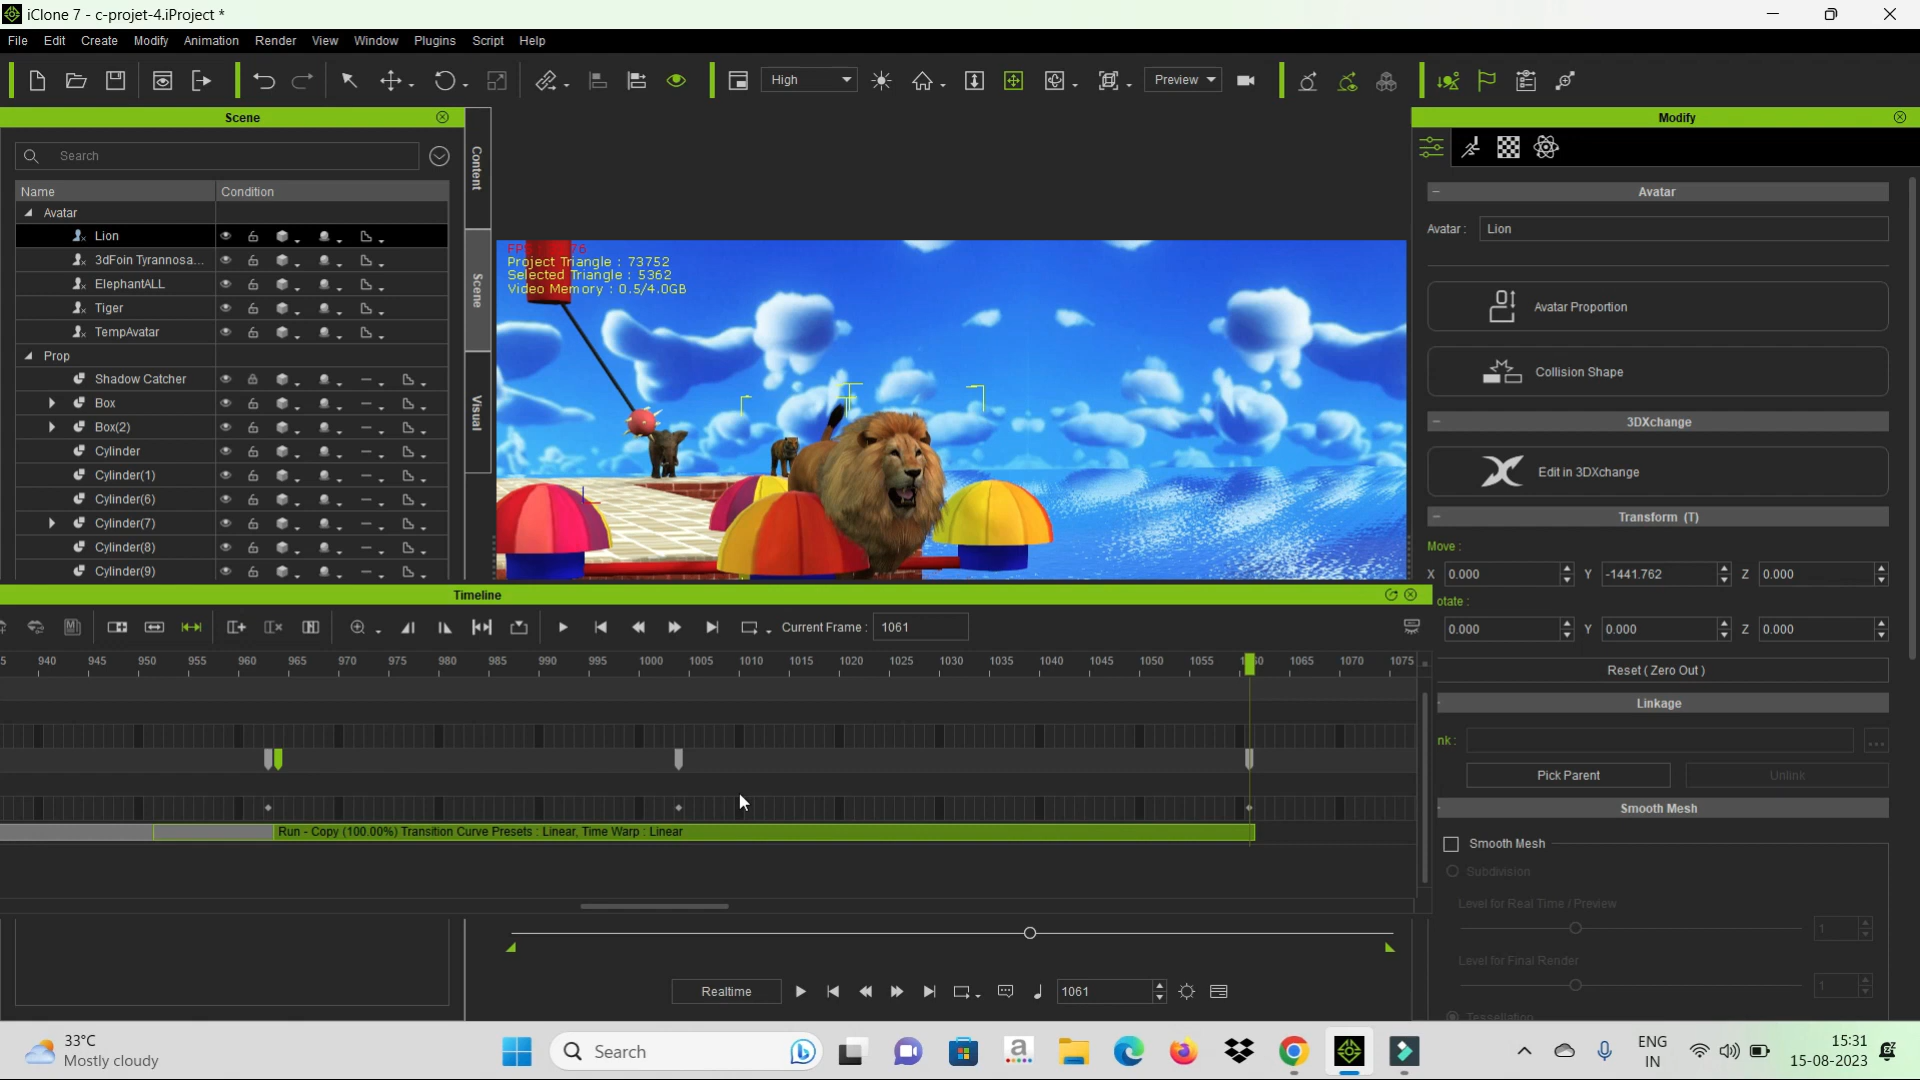 iClone 7 - c-projet-4.iProject *
File Edit Create Modify Animation Render View Window Plugins Script Help
High Preview
Scene
Search
Name Condition
Avatar
Lion
3dFoin Tyrannosa...
ElephantALL
Tiger
TempAvatar
Prop
Shadow Catcher
Box
Box(2)
Cylinder
Cylinder(1)
Cylinder(6)
Cylinder(7)
Cylinder(8)
Cylinder(9)
Content
Scene
Visual
Project Triangle : 73752
Selected Triangle : 5362
Video Memory : 0.5/4.0GB
Modify
Avatar
Avatar : Lion
Avatar Proportion
Collision Shape
3DXchange
Edit in 3DXchange
Transform (T)
Move :
X 0.000 Y -1441.762 Z 0.000
otate :
0.000 Y 0.000 Z 0.000
Reset ( Zero Out )
Linkage
nk :
...
Pick Parent Unlink
Smooth Mesh
Smooth Mesh
Subdivision
Level for Real Time / Preview
1
Level for Final Render
1
Tessellation
Timeline
Current Frame : 1061
5 940 945 950 955 960 965 970 975 980 985 990 995 1000 1005 1010 1015 1020 1025 1030 1035 1040 1045 1050 1055 1060 1065 1070 1075
Run - Copy (100.00%) Transition Curve Presets : Linear, Time Warp : Linear
Realtime 1061
33°C
Mostly cloudy
Search
a
ENG
IN
15:31
15-08-2023